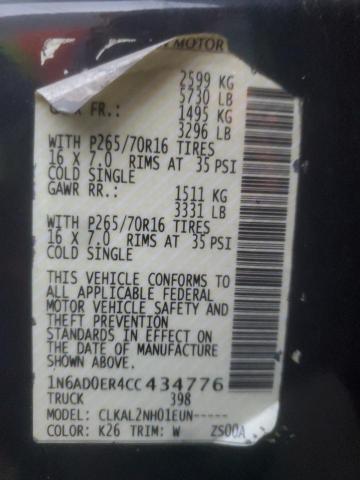 MOTOR
2599 KG
5730 LB
FR.: 1495 KG
3296 LB
WITH P265/70R16 TIRES
16 X 7.0 RIMS AT 35 PSI
COLD SINGLE
GAWR RR.: 1511 KG
3331 LB
WITH P265/70R16 TIRES
16 X 7.0 RIMS AT 35 PSI
COLD SINGLE
THIS VEHICLE CONFORMS TO
ALL APPLICABLE FEDERAL
MOTOR VEHICLE SAFETY AND
THEFT PREVENTION
STANDARDS IN EFFECT ON
THE DATE OF MANUFACTURE
SHOWN ABOVE.
1N6AD0ER4CC434776
TRUCK 398
MODEL: CLKAL2NH01EUN-----
COLOR: K26 TRIM: W ZS00A